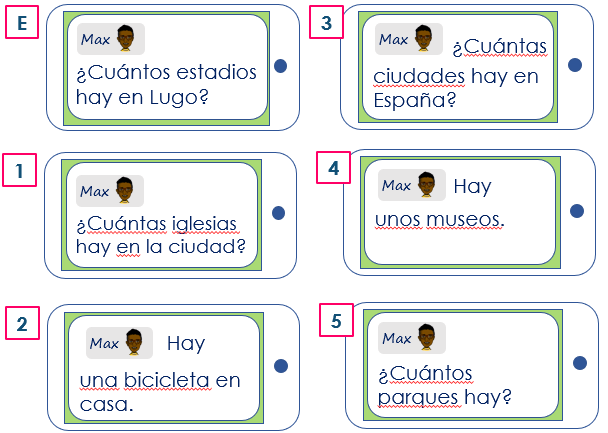 E
Max
¿Cuántos estadios
hay en Lugo?
1
Max
¿Cuántas iglesias
hay en la ciudad?
2
Max Hay
una bicicleta en
casa.
3
Max ¿Cuántas
ciudades hay en
España?
4
Max Hay
unos museos.
5
Max
¿Cuántos
parques hay?